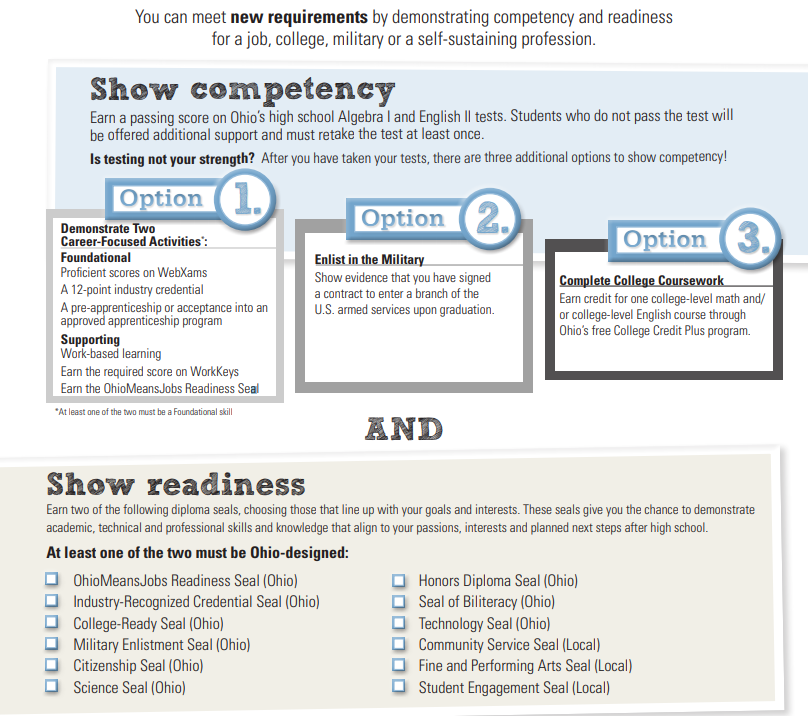 You can meet new requirements by demonstrating competency and readiness
for a job, college, military or a self-sustaining profession.
Show competency
Earn a passing score on Ohio's high school Algebra I and English II tests. Students who do not pass the test will
be offered additional support and must retake the test at least once.
Is testing not your strength? After you have taken your tests, there are three additional options to show competency!
Option 1.
Demonstrate Two
Career-Focused Activities*:
Foundational
Proficient scores on WebXams
A 12-point industry credential
A pre-apprenticeship or acceptance into an
approved apprenticeship program
Supporting
Work-based learning
Earn the required score on WorkKeys
Earn the OhioMeansJobs Readiness Seal
*At least one of the two must be a Foundational skill
Option 2.
Enlist in the Military
Show evidence that you have signed
a contract to enter a branch of the
U.S. armed services upon graduation.
Option 3.
Complete College Coursework
Earn credit for one college-level math and/
or college-level English course through
Ohio's free College Credit Plus program.
AND
Show readiness
Earn two of the following diploma seals, choosing those that line up with your goals and interests. These seals give you the chance to demonstrate
academic, technical and professional skills and knowledge that align to your passions, interests and planned next steps after high school.
At least one of the two must be Ohio-designed:
OhioMeansJobs Readiness Seal (Ohio)
Industry-Recognized Credential Seal (Ohio)
College-Ready Seal (Ohio)
Military Enlistment Seal (Ohio)
Citizenship Seal (Ohio)
Science Seal (Ohio)
Honors Diploma Seal (Ohio)
Seal of Biliteracy (Ohio)
Technology Seal (Ohio)
Community Service Seal (Local)
Fine and Performing Arts Seal (Local)
Student Engagement Seal (Local)